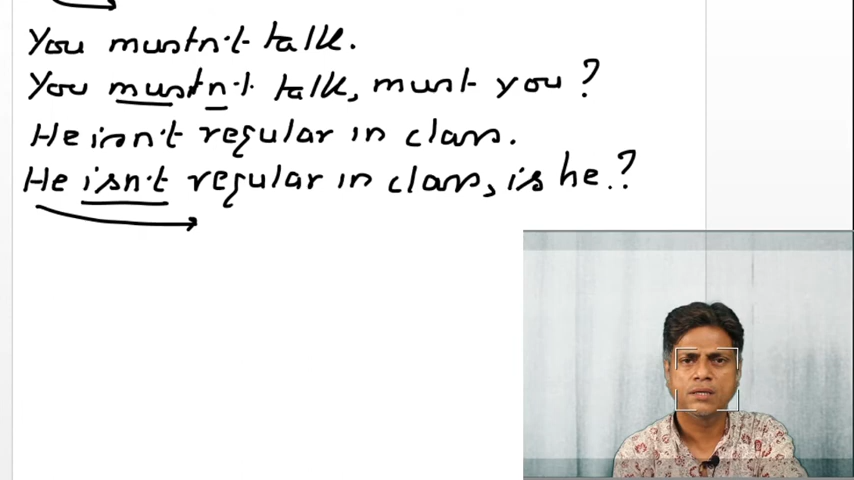 You mustn't talk.
You mustn't talk, must you?
He isn't regular in class.
He isn't regular in class, is he.?